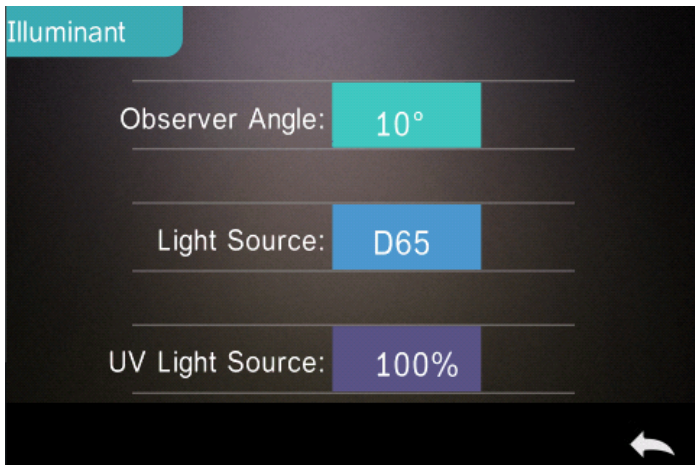 Illuminant
Observer Angle: 10°
Light Source: D65
UV Light Source: 100%